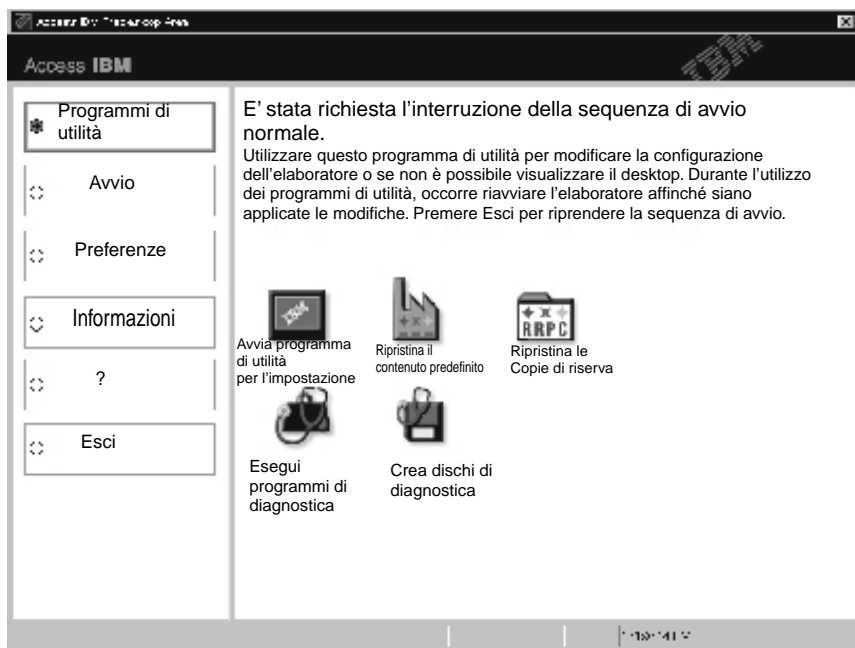 Access IBM
IBM
Programmi di
utilità
Avvio
Preferenze
Informazioni
?
Esci
E' stata richiesta l'interruzione della sequenza di avvio
normale.
Utilizzare questo programma di utilità per modificare la configurazione
dell'elaboratore o se non è possibile visualizzare il desktop. Durante l'utilizzo
dei programmi di utilità, occorre riavviare l'elaboratore affinché siano
applicate le modifiche. Premere Esci per riprendere la sequenza di avvio.
IBM
Avvia programma
di utilità
per l'impostazione
Ripristina il
contenuto predefinito
RRPC
Ripristina le
Copie di riserva
Esegui
programmi di
diagnostica
Crea dischi di
diagnostica